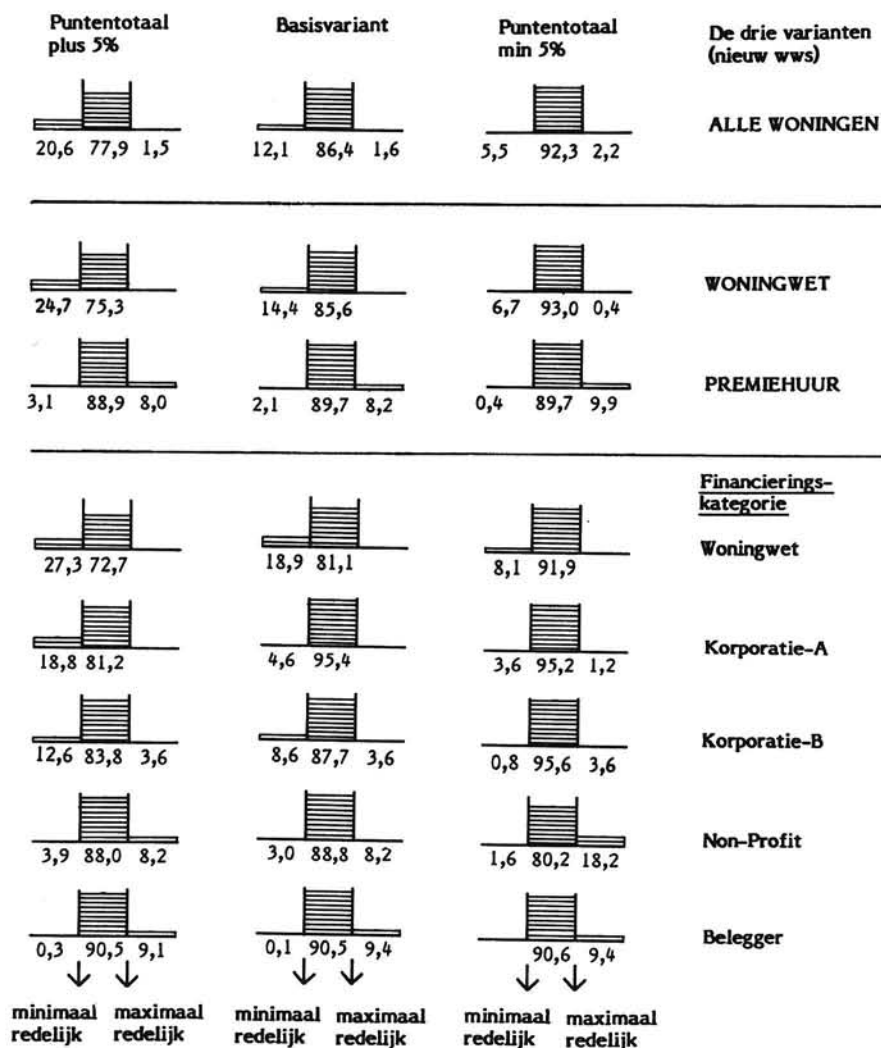 Puntentotaal plus 5%
Basisvariant
Puntentotaal min 5%
De drie varianten (nieuw wws)
20,6 77,9 1,5
12,1 86,4 1,6
5,5 92,3 2,2
ALLE WONINGEN
24,7 75,3
14,4 85,6
6,7 93,0 0,4
WONINGWET
3,1 88,9 8,0
2,1 89,7 8,2
0,4 89,7 9,9
PREMIEHUUR
Financierings-
kategorie
27,3 72,7
18,9 81,1
8,1 91,9
Woningwet
18,8 81,2
4,6 95,4
3,6 95,2 1,2
Korporatie-A
12,6 83,8 3,6
8,6 87,7 3,6
0,8 95,6 3,6
Korporatie-B
3,9 88,0 8,2
3,0 88,8 8,2
1,6 80,2 18,2
Non-Profit
0,3 90,5 9,1
0,1 90,5 9,4
90,6 9,4
Belegger
minimaal redelijk
maximaal redelijk
minimaal redelijk
maximaal redelijk
minimaal redelijk
maximaal redelijk